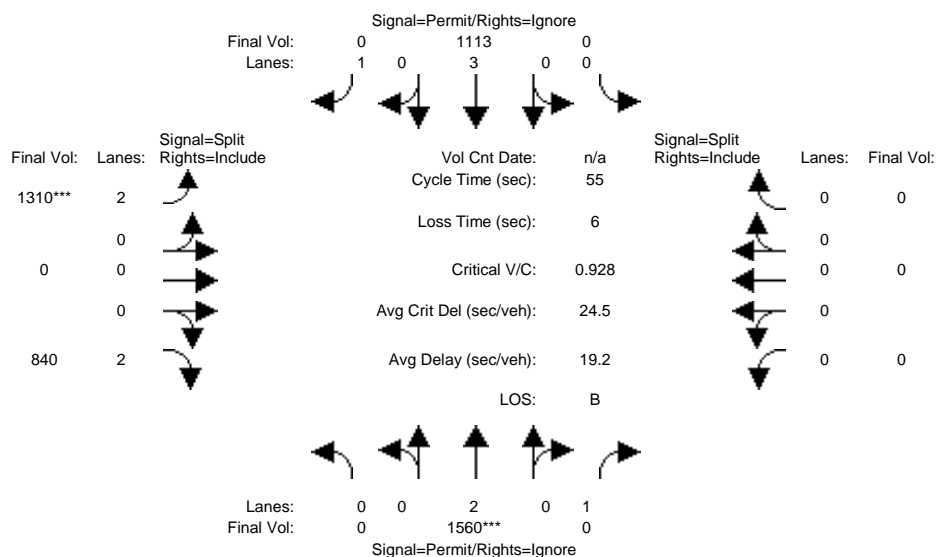 Signal=Permit/Rights=Ignore
Final Vol: 0 1113 0
Lanes: 1 0 3 0 0
Signal=Split
Final Vol: Lanes: Rights=Include
Vol Cnt Date: n/a
Signal=Split
Rights=Include Lanes: Final Vol:
Cycle Time (sec): 55
1310*** 2
0 0
Loss Time (sec): 6
0
0
0 0
Critical V/C: 0.928
0 0
0
Avg Crit Del (sec/veh): 24.5
0
840 2
Avg Delay (sec/veh): 19.2
0 0
LOS: B
Lanes: 0 0 2 0 1
Final Vol: 0 1560*** 0
Signal=Permit/Rights=Ignore